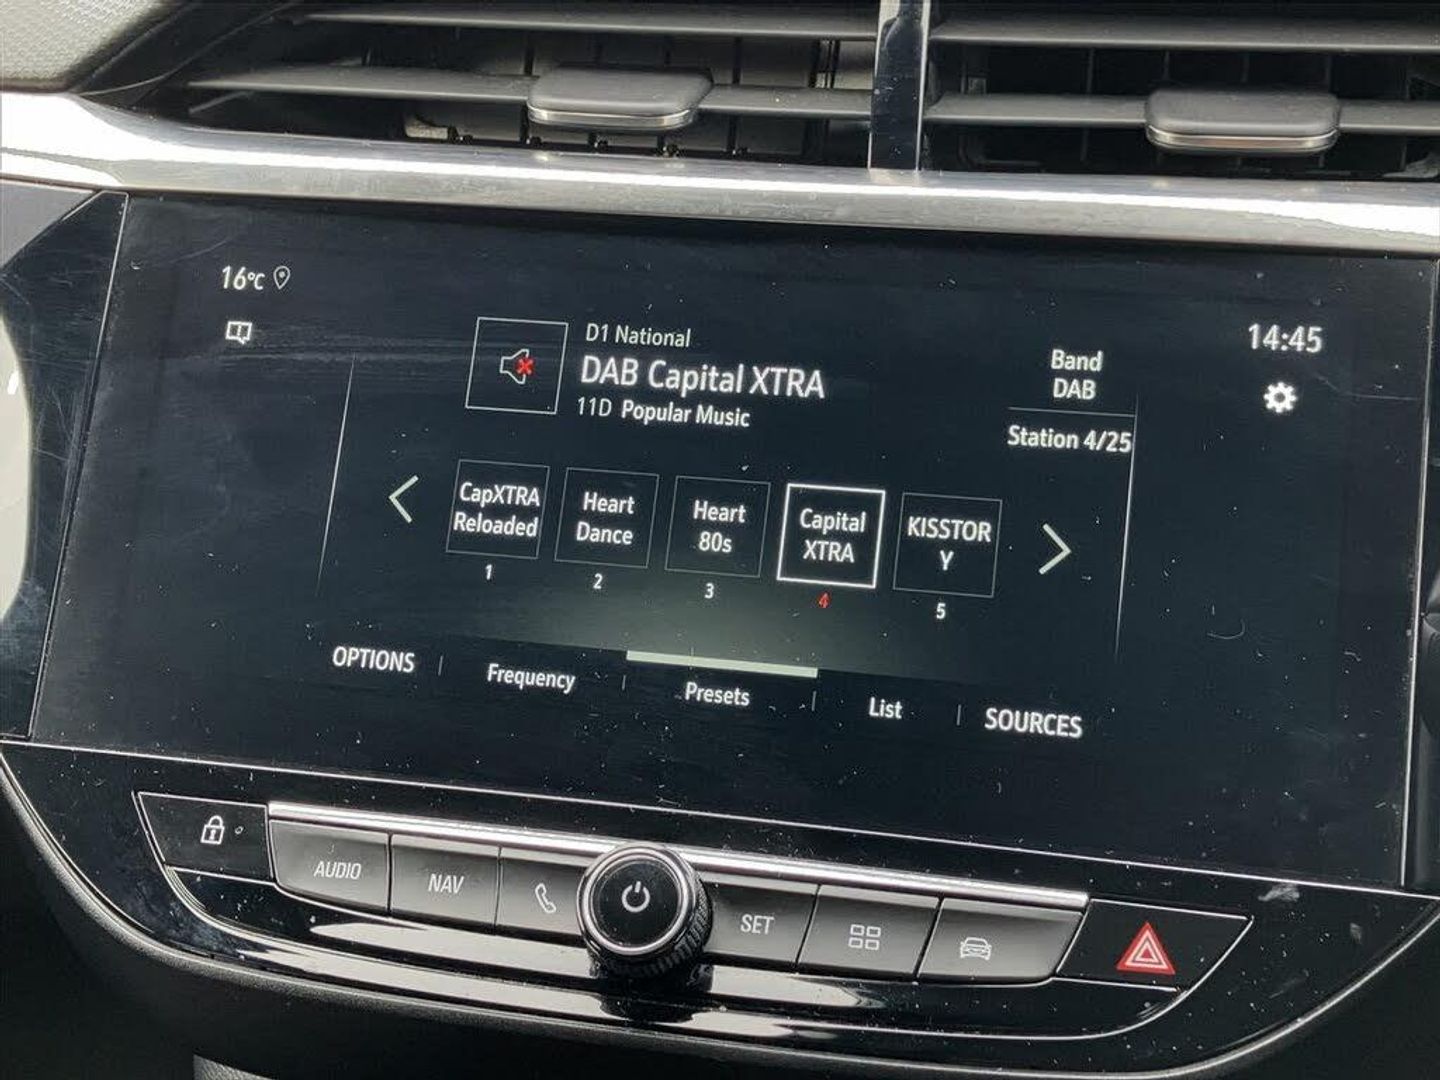 16°C
14:45
D1 National
DAB Capital XTRA
11D Popular Music
Band
DAB
Station 4/25
CapXTRA
Reloaded
1
Heart
Dance
2
Heart
80s
3
Capital
XTRA
4
KISSTOR
Y
5
OPTIONS
Frequency
Presets
List
SOURCES
AUDIO
NAV
SET